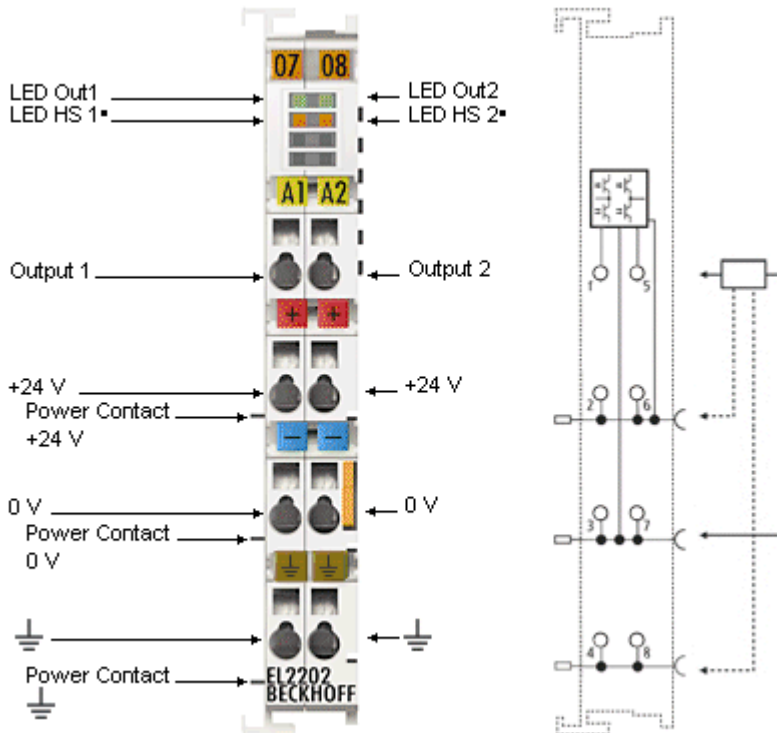 07 08
LED Out1
LED Out2
LED HS 1▪
LED HS 2▪
A1 A2
Output 1
Output 2
+ +
+24 V
+24 V
Power Contact
+24 V
− −
0 V
0 V
Power Contact
0 V
Power Contact
EL2202
BECKHOFF
1
5
2
6
3
7
4
8